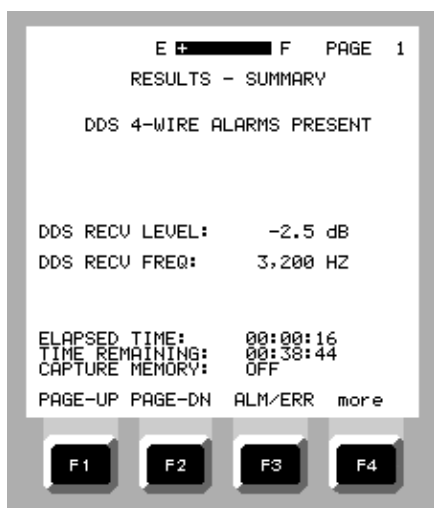 E + F PAGE 1
RESULTS - SUMMARY
DDS 4-WIRE ALARMS PRESENT
DDS RECV LEVEL: -2.5 dB
DDS RECV FREQ: 3,200 HZ
ELAPSED TIME: 00:00:16
TIME REMAINING: 00:38:44
CAPTURE MEMORY: OFF
PAGE-UP PAGE-DN ALM/ERR more
F1 F2 F3 F4